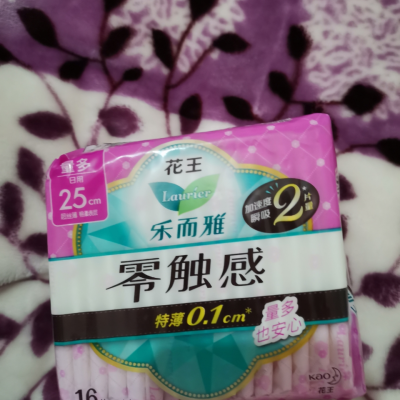 量多
日用
25cm
花王
Laurier
乐而雅
加速度
瞬吸
2片
零触感
特薄0.1cm*
量多
也安心
16
Kao
花王